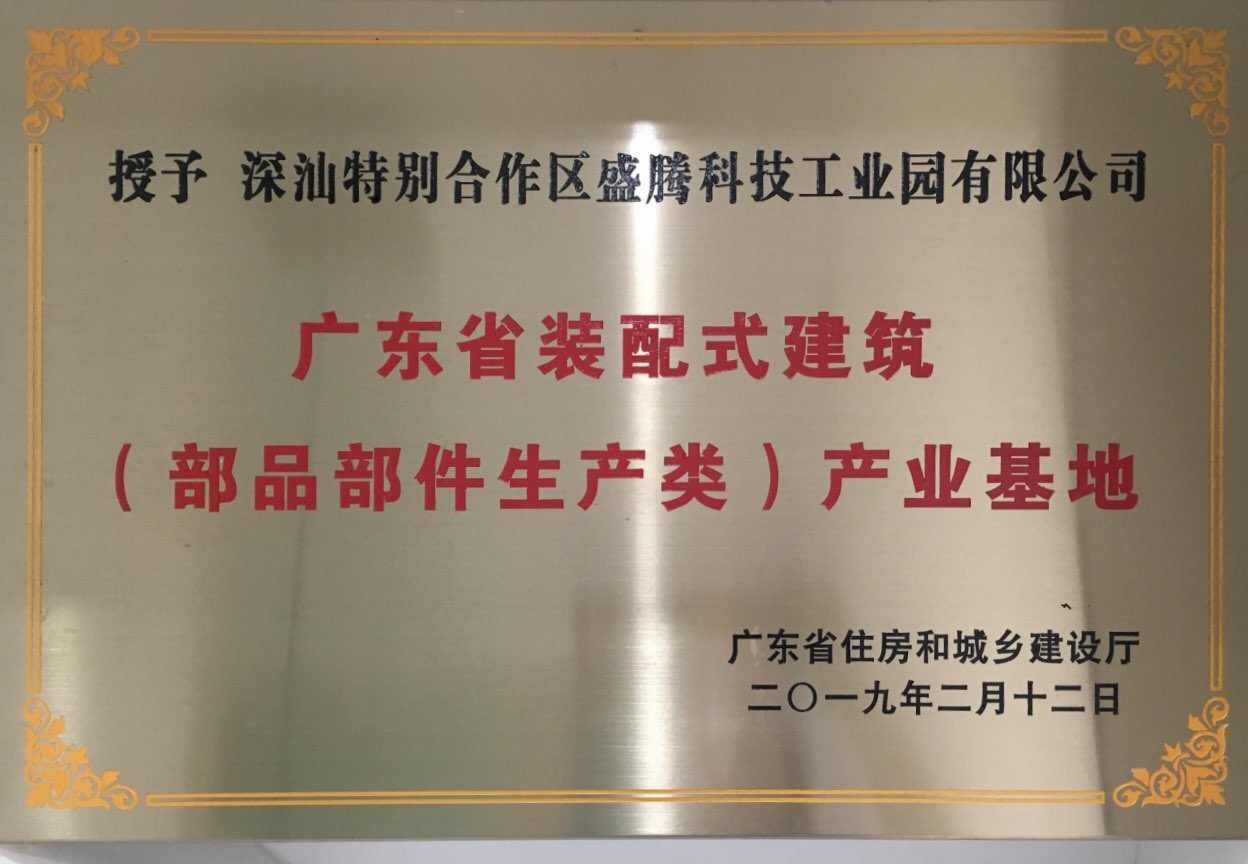 授予 深汕特别合作区盛腾科技工业园有限公司
广东省装配式建筑
（部品部件生产类）产业基地
广东省住房和城乡建设厅
二〇一九年二月十二日